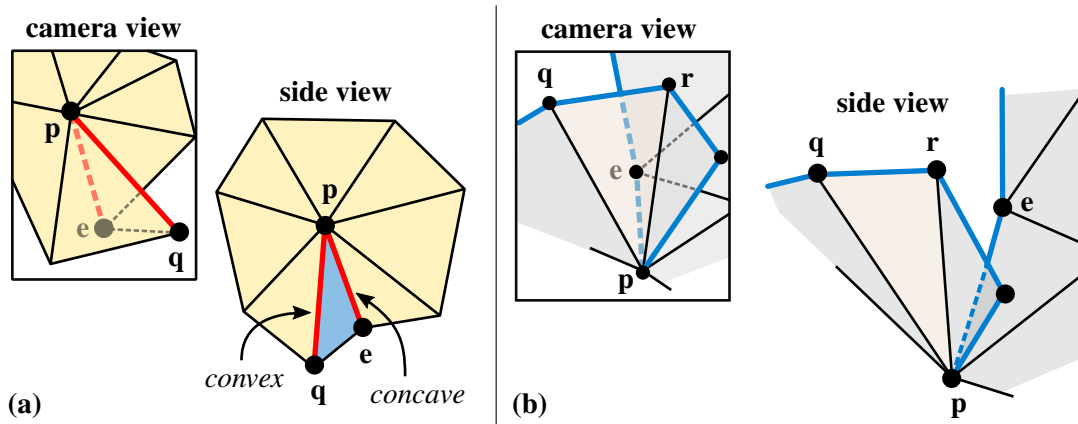 camera view
p
e
q
side view
p
convex
q
e
concave
(a)
camera view
q
r
e
p
side view
q
r
e
p
(b)